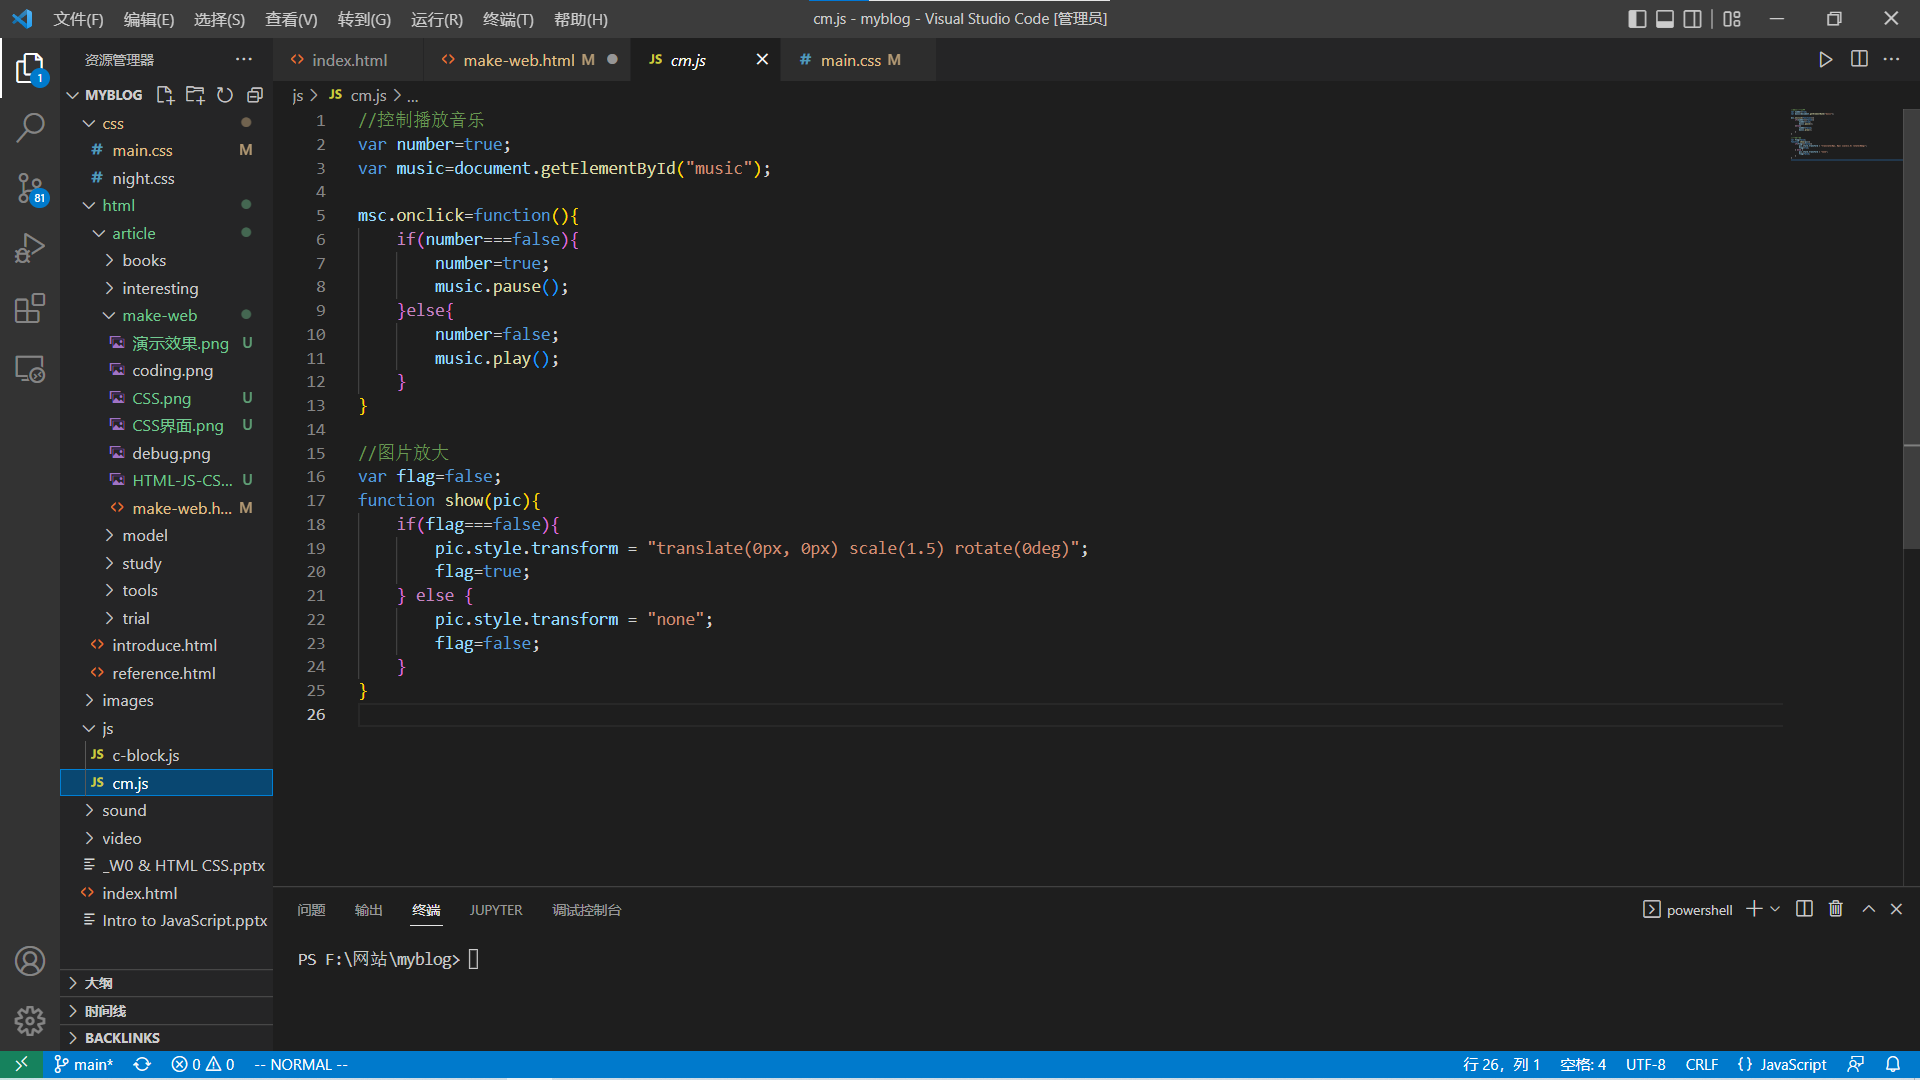 文件(F) 编辑(E) 选择(S) 查看(V) 转到(G) 运行(R) 终端(T) 帮助(H)
cm.js - myblog - Visual Studio Code [管理员]
资源管理器 ···
index.html
make-web.html M
JS cm.js
# main.css M
1
MYBLOG
css
# main.css M
# night.css
81
html
article
books
interesting
make-web
演示效果.png U
coding.png
CSS.png U
CSS界面.png U
debug.png
HTML-JS-CS... U
make-web.h... M
model
study
tools
trial
introduce.html
reference.html
images
js
JS c-block.js
JS cm.js
sound
video
_W0 & HTML CSS.pptx
index.html
Intro to JavaScript.pptx
大纲
时间线
BACKLINKS
js > JS cm.js > ...
1 //控制播放音乐
2 var number=true;
3 var music=document.getElementById("music");
4
5 msc.onclick=function(){
6 if(number===false){
7 number=true;
8 music.pause();
9 }else{
10 number=false;
11 music.play();
12 }
13 }
14
15 //图片放大
16 var flag=false;
17 function show(pic){
18 if(flag===false){
19 pic.style.transform = "translate(0px, 0px) scale(1.5) rotate(0deg)";
20 flag=true;
21 } else {
22 pic.style.transform = "none";
23 flag=false;
24 }
25 }
26
问题 输出 终端 JUPYTER 调试控制台
powershell
PS F:\网站\myblog>
main* 0 0 -- NORMAL --
行 26，列 1 空格: 4 UTF-8 CRLF {} JavaScript